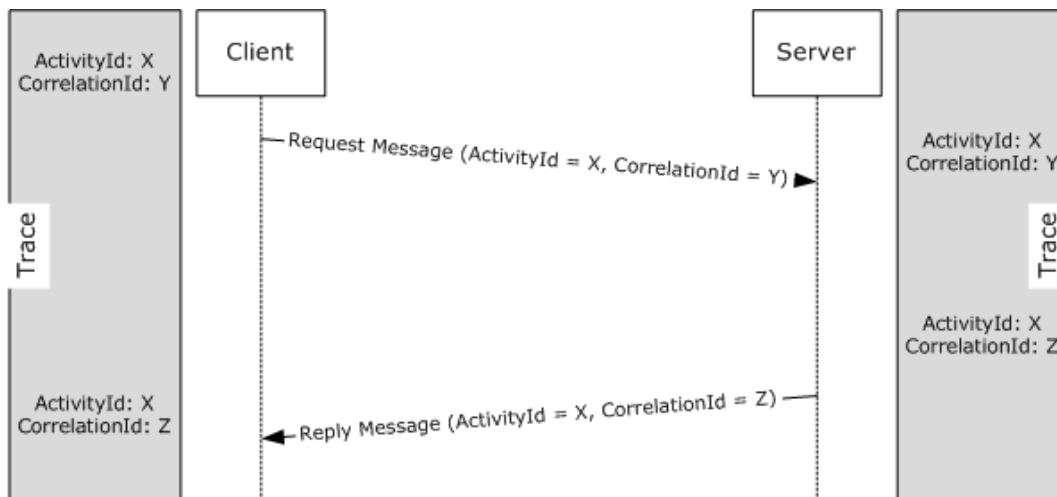 Client
Server
ActivityId: X
CorrelationId: Y
Request Message (ActivityId = X, CorrelationId = Y)
ActivityId: X
CorrelationId: Y
Trace
Trace
ActivityId: X
CorrelationId: Z
ActivityId: X
CorrelationId: Z
Reply Message (ActivityId = X, CorrelationId = Z)